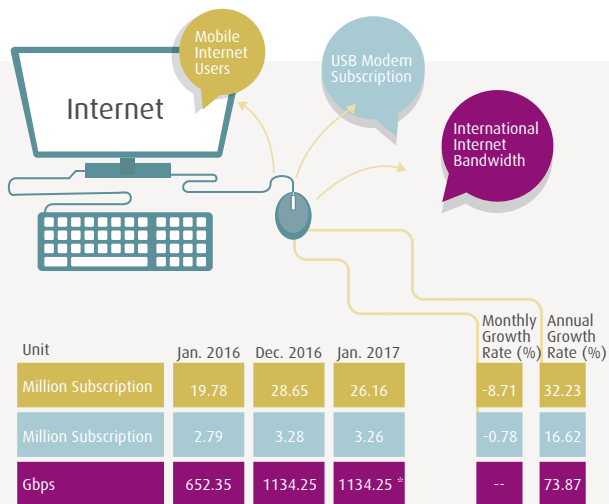 Internet
Mobile
Internet
Users
USB Modem
Subscription
International
Internet
Bandwidth
Unit Jan. 2016 Dec. 2016 Jan. 2017 Monthly Growth Rate (%) Annual Growth Rate (%)
Million Subscription 19.78 28.65 26.16 -8.71 32.23
Million Subscription 2.79 3.28 3.26 -0.78 16.62
Gbps 652.35 1134.25 1134.25 * -- 73.87